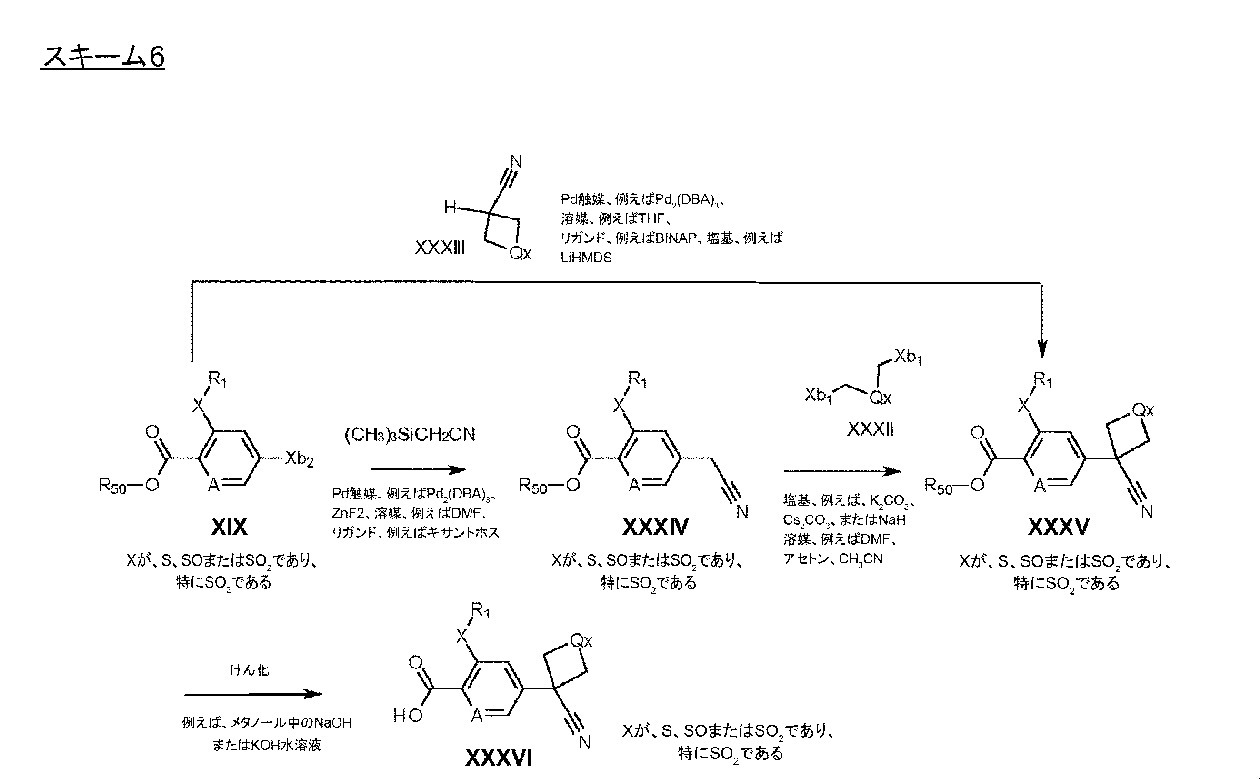 スキーム6
N
H
Qx
XXXIII
Pd触媒、例えばPd₂(DBA)₃、
溶媒、例えばTHF、
リガンド、例えばBINAP、塩基、例えば
LiHMDS
R₁
X
O
R₅₀—O
A
Xb₂
XIX
Xが、S、SOまたはSO₂であり、
特にSO₂である
(CH₃)₃SiCH₂CN
Pd触媒、例えばPd₂(DBA)₃、
ZnF2、溶媒、例えばDMF、
リガンド、例えばキサントホス
R₁
X
O
R₅₀—O
A
N
XXXIV
Xが、S、SOまたはSO₂であり、
特にSO₂である
Xb₁
Xb₁
Qx
XXXII
塩基、例えば、K₂CO₃、
Cs₂CO₃、またはNaH
溶媒、例えばDMF、
アセトン、CH₃CN
R₁
X
Qx
O
R₅₀—O
A
N
XXXV
Xが、S、SOまたはSO₂であり、
特にSO₂である
けん化
例えば、メタノール中のNaOH
またはKOH水溶液
R₁
X
Qx
O
HO
A
N
XXXVI
Xが、S、SOまたはSO₂であり、
特にSO₂である